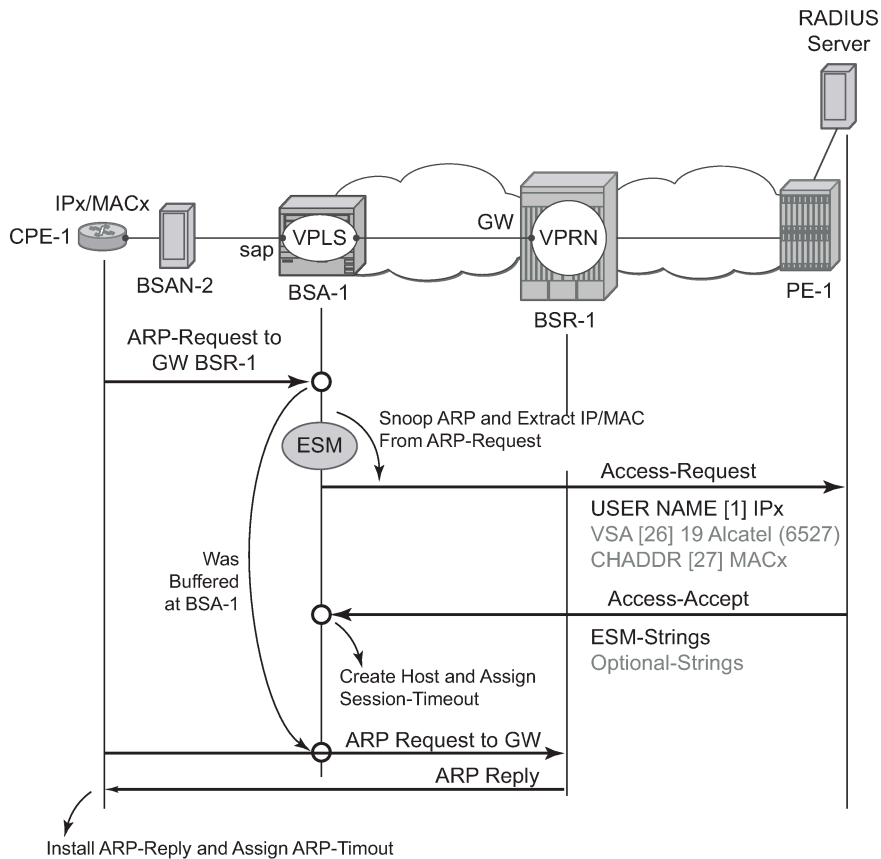 RADIUS
Server
IPx/MACx
CPE-1
BSAN-2
sap
VPLS
BSA-1
GW
VPRN
BSR-1
PE-1
ARP-Request to
GW BSR-1
Snoop ARP and Extract IP/MAC
From ARP-Request
ESM
Access-Request
USER NAME [1] IPx
VSA [26] 19 Alcatel (6527)
CHADDR [27] MACx
Was
Buffered
at BSA-1
Access-Accept
ESM-Strings
Optional-Strings
Create Host and Assign
Session-Timeout
ARP Request to GW
ARP Reply
Install ARP-Reply and Assign ARP-Timout